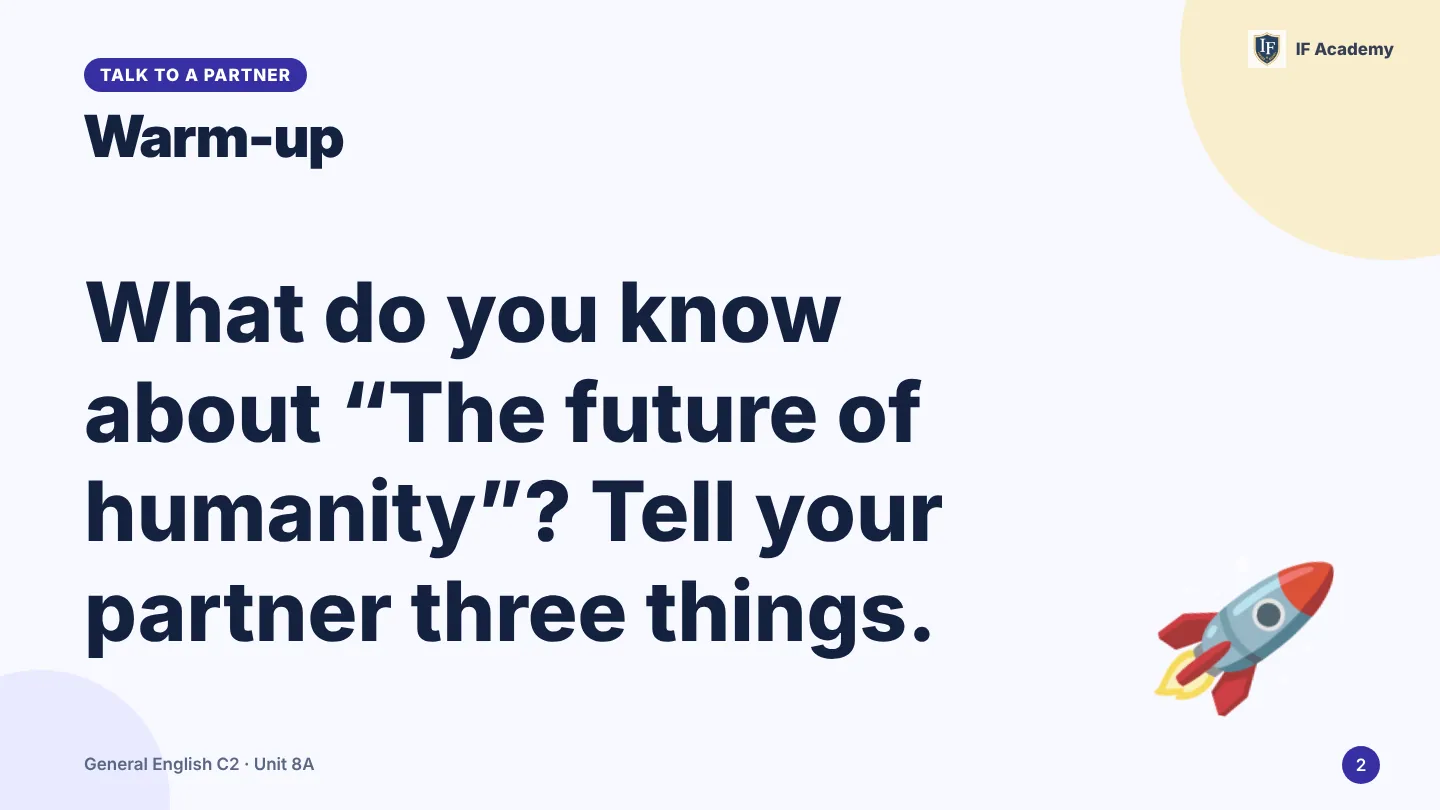 TALK TO A PARTNER
IF Academy
Warm-up
What do you know
about “The future of
humanity”? Tell your
partner three things.
General English C2 · Unit 8A
2